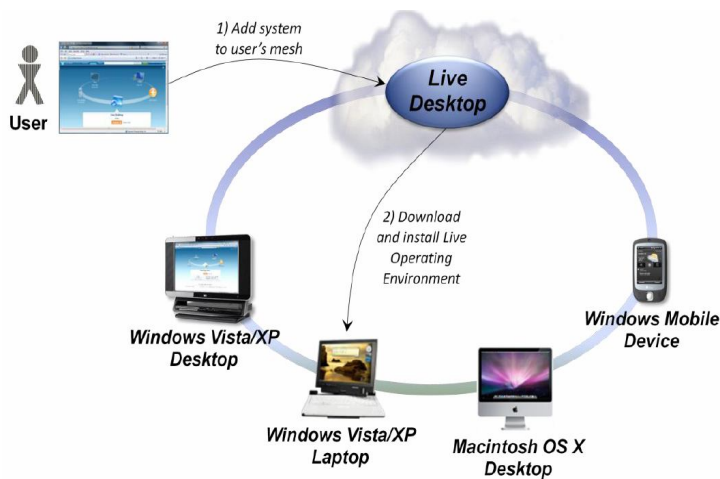 1) Add system
to user's mesh
Live
Desktop
User
2) Download
and install Live
Operating
Environment
Windows Vista/XP
Desktop
Windows Mobile
Device
Windows Vista/XP
Laptop
Macintosh OS X
Desktop